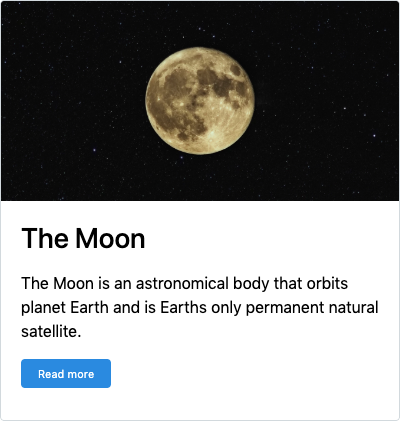 The Moon
The Moon is an astronomical body that orbits
planet Earth and is Earths only permanent natural
satellite.
Read more